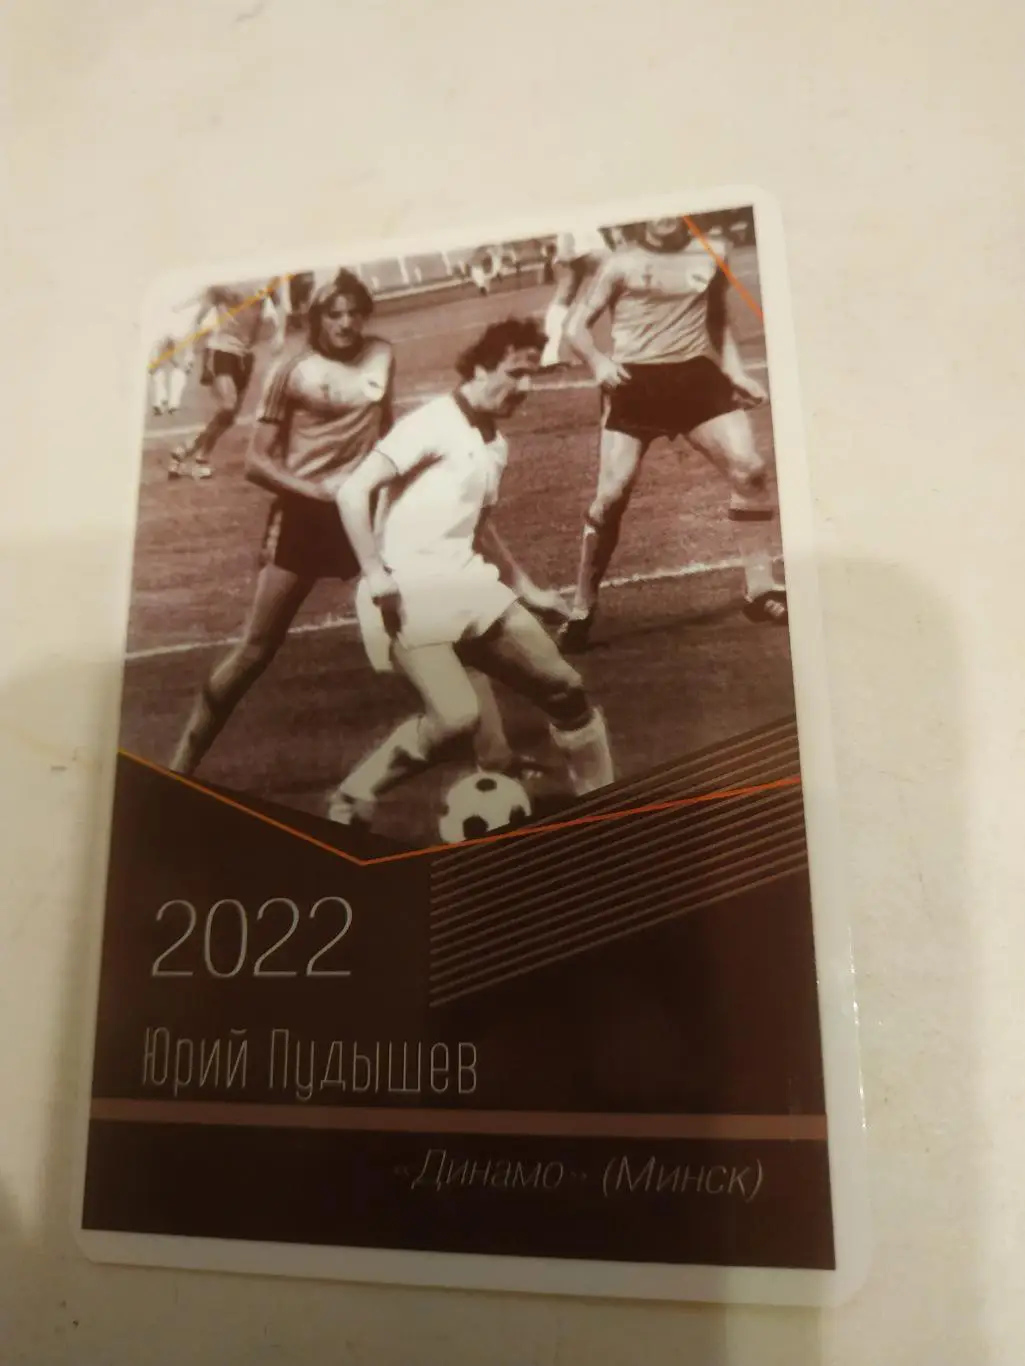 2022
Юрий Пудышев
«Динамо» (Минск)